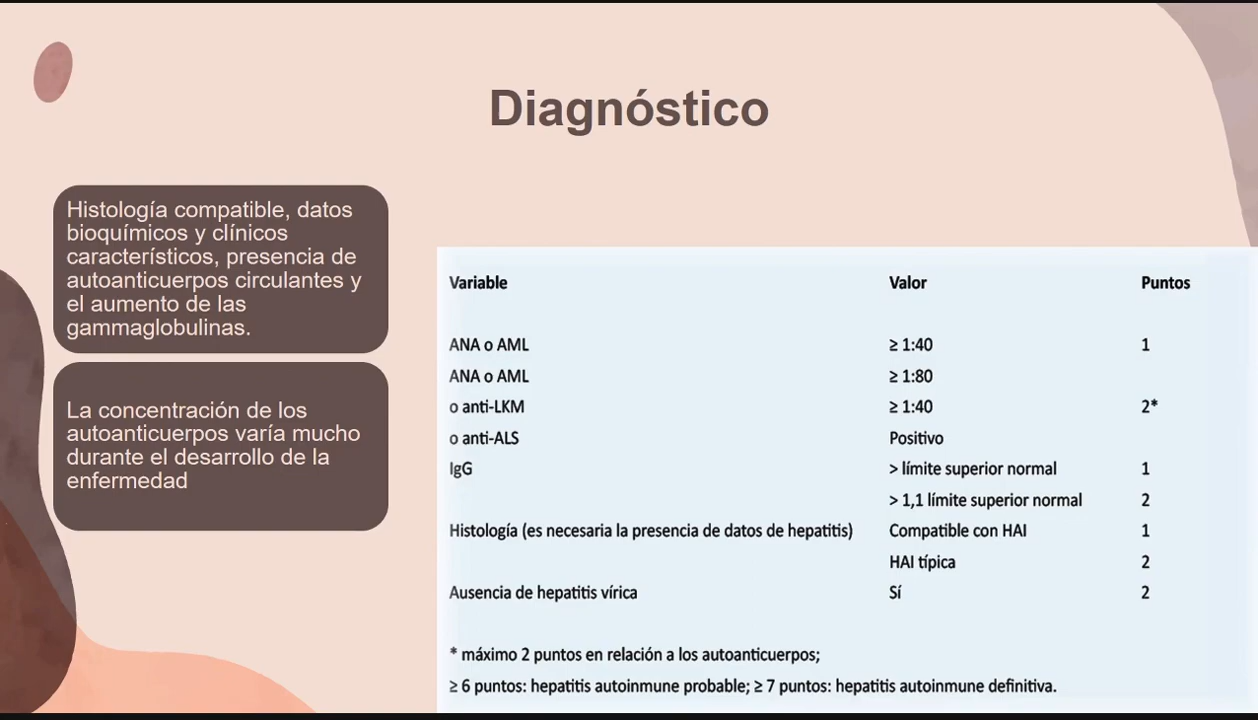 Diagnóstico
Histología compatible, datos
bioquímicos y clínicos
característicos, presencia de
autoanticuerpos circulantes y
el aumento de las
gammaglobulinas.
La concentración de los
autoanticuerpos varía mucho
durante el desarrollo de la
enfermedad
Variable Valor Puntos
ANA o AML ≥ 1:40 1
ANA o AML ≥ 1:80
o anti-LKM ≥ 1:40 2*
o anti-ALS Positivo
IgG > límite superior normal 1
> 1,1 límite superior normal 2
Histología (es necesaria la presencia de datos de hepatitis) Compatible con HAI 1
HAI típica 2
Ausencia de hepatitis vírica Sí 2
* máximo 2 puntos en relación a los autoanticuerpos;
≥ 6 puntos: hepatitis autoinmune probable; ≥ 7 puntos: hepatitis autoinmune definitiva.